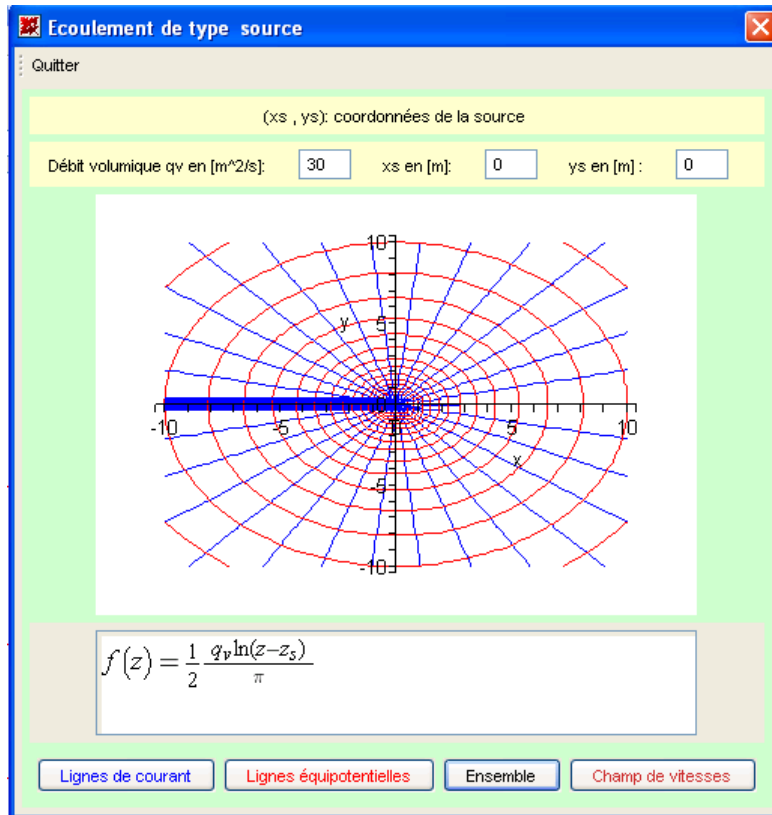 Ecoulement de type source
Quitter
(xs , ys): coordonnées de la source
Débit volumique qv en [m^2/s]: 30 xs en [m]: 0 ys en [m] : 0
10
y 5
-10 -5 0 5 10
x
-5
-10
f(z) = 1/2 q_v ln(z-z_s)/π
Lignes de courant Lignes équipotentielles Ensemble Champ de vitesses